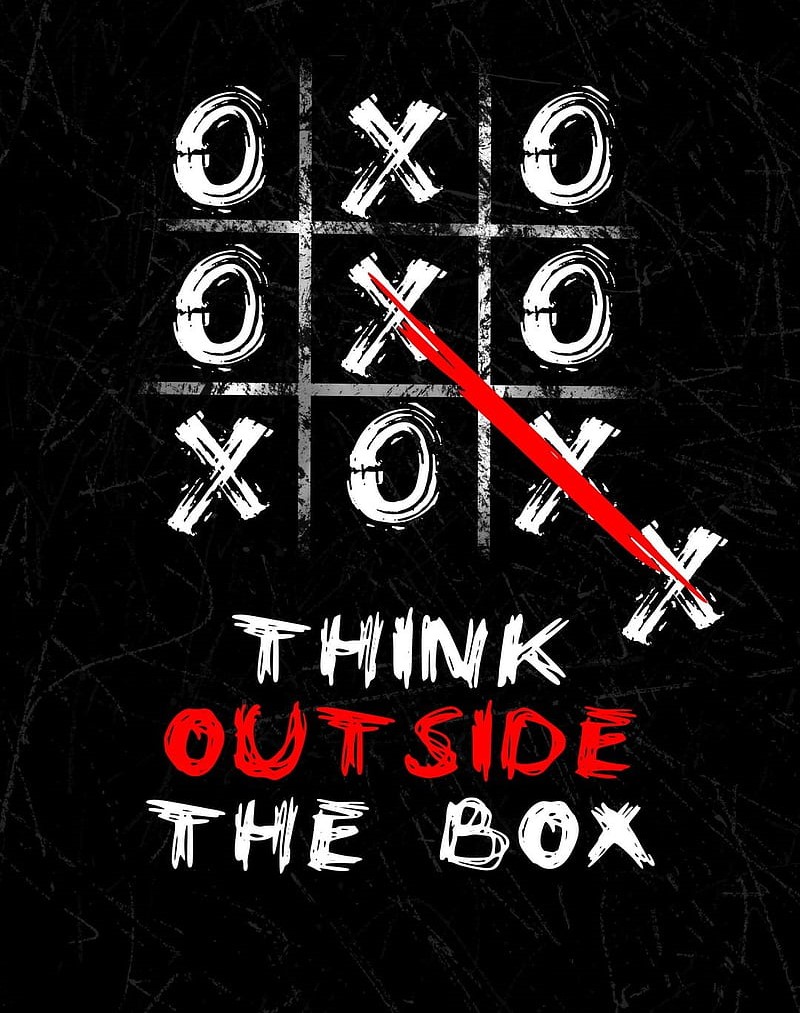 O X O
O X O
X O X
X
THINK
OUTSIDE
THE BOX